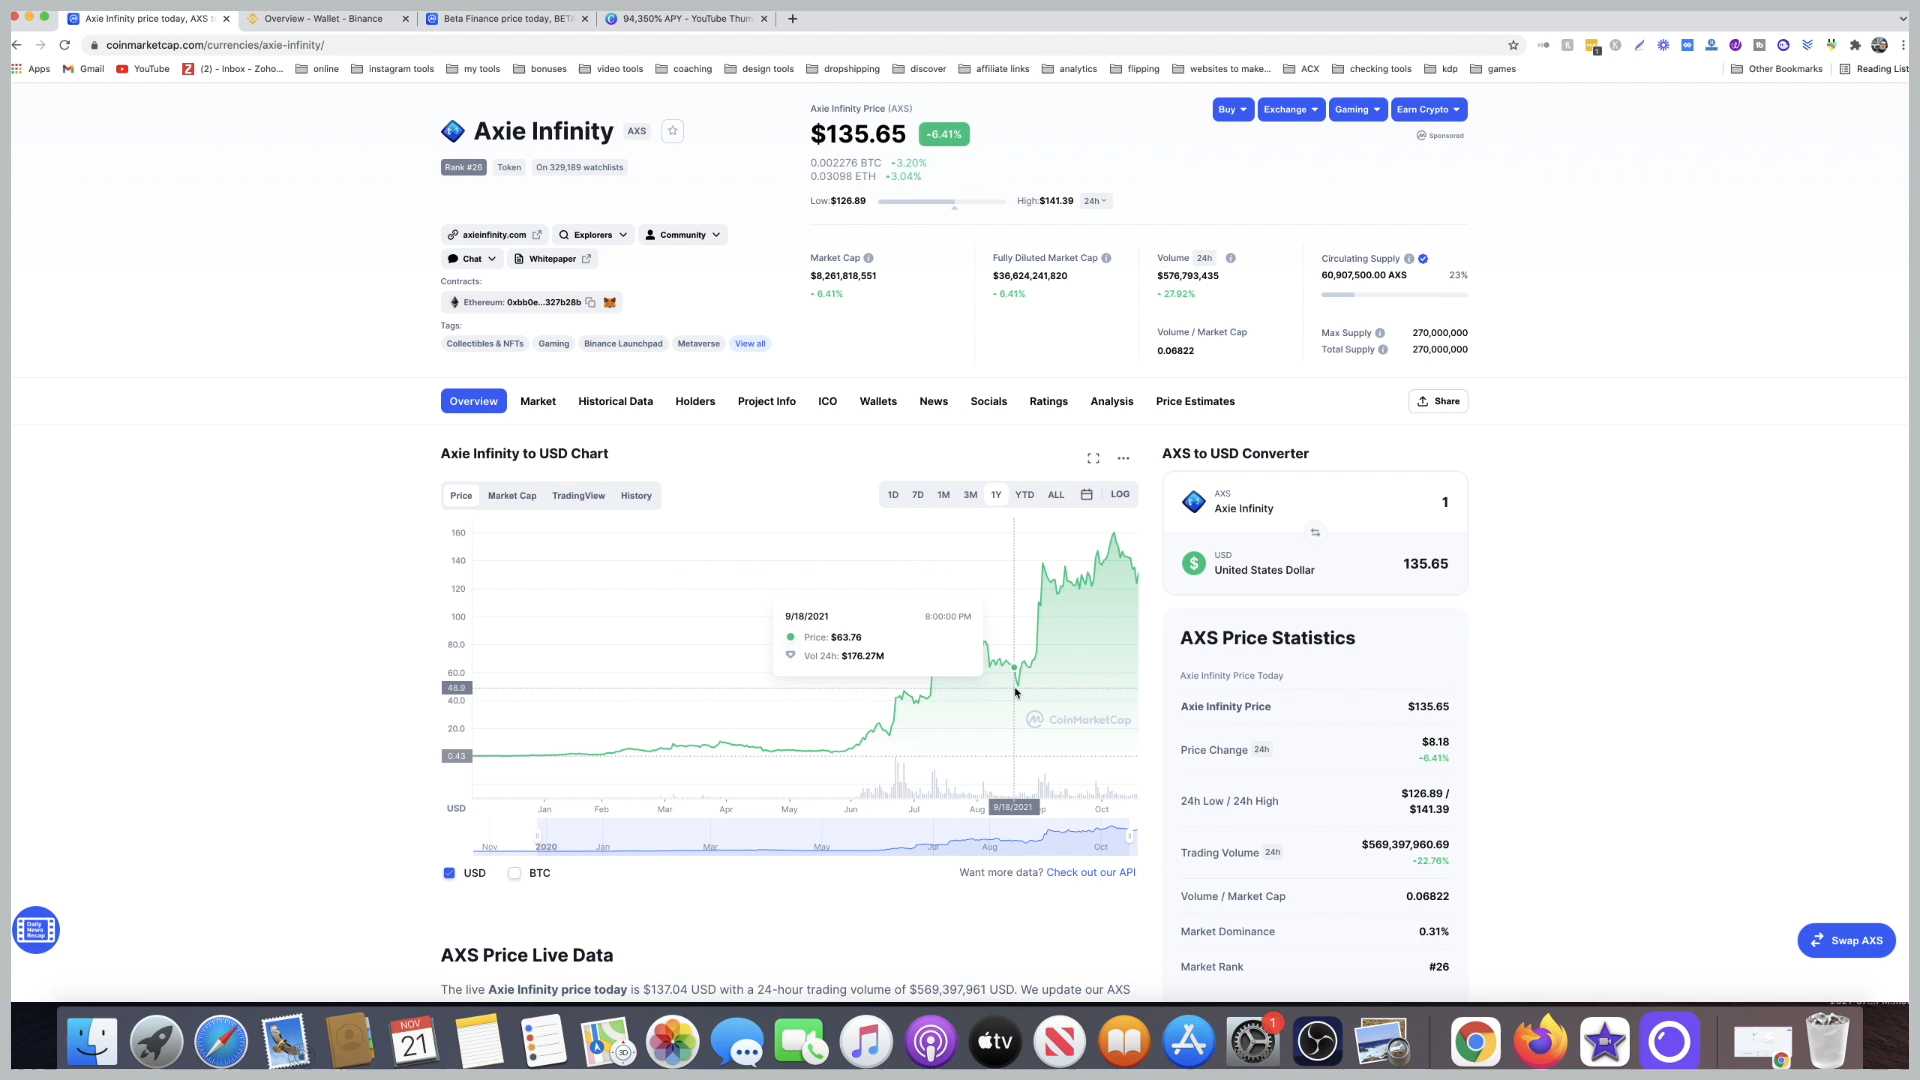 Axie Infinity price today, AXS to
Overview - Wallet - Binance
Beta Finance price today, BETA
94,350% APY - YouTube Thum
coinmarketcap.com/currencies/axie-infinity/
Apps
Gmail
YouTube
(2) - Inbox - Zoho...
online
instagram tools
my tools
bonuses
video tools
coaching
design tools
dropshipping
discover
affiliate links
analytics
flipping
websites to make...
ACX
checking tools
kdp
games
Other Bookmarks
Reading List
Axie Infinity AXS
Rank #26
Token
On 329,189 watchlists
axieinfinity.com
Explorers
Community
Chat
Whitepaper
Contracts:
Ethereum: 0xbb0e...327b28b
Tags:
Collectibles & NFTs
Gaming
Binance Launchpad
Metaverse
View all
Axie Infinity Price (AXS)
$135.65 6.41%
0.002276 BTC 3.20%
0.03098 ETH 3.04%
Low:$126.89
High:$141.39
24h
Buy
Exchange
Gaming
Earn Crypto
Sponsored
Market Cap
$8,261,818,551
6.41%
Fully Diluted Market Cap
$36,624,241,820
6.41%
Volume 24h
$576,793,435
27.92%
Volume / Market Cap
0.06822
Circulating Supply
60,907,500.00 AXS 23%
Max Supply 270,000,000
Total Supply 270,000,000
Overview
Market
Historical Data
Holders
Project Info
ICO
Wallets
News
Socials
Ratings
Analysis
Price Estimates
Share
Axie Infinity to USD Chart
Price
Market Cap
TradingView
History
1D
7D
1M
3M
1Y
YTD
ALL
LOG
160
140
120
100
80.0
60.0
48.9
40.0
20.0
0.43
9/18/2021 8:00:00 PM
Price: $63.76
Vol 24h: $176.27M
CoinMarketCap
USD
Jan
Feb
Mar
Apr
May
Jun
Jul
Aug
9/18/2021
Oct
Nov
2020
Jan
Mar
May
Jul
Aug
Oct
USD
BTC
Want more data? Check out our API
AXS to USD Converter
AXS
Axie Infinity
1
USD
United States Dollar
135.65
$
AXS Price Statistics
Axie Infinity Price Today
Axie Infinity Price $135.65
Price Change 24h
$8.18
6.41%
24h Low / 24h High
$126.89 /
$141.39
Trading Volume 24h
$569,397,960.69
22.76%
Volume / Market Cap 0.06822
Market Dominance 0.31%
Market Rank #26
Daily
News
Recap
Swap AXS
AXS Price Live Data
The live Axie Infinity price today is $137.04 USD with a 24-hour trading volume of $569,397,961 USD. We update our AXS
NOV
21
3D
tv
1